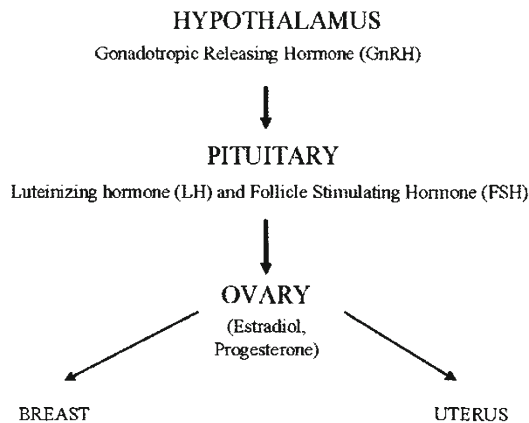 HYPOTHALAMUS
Gonadotropic Releasing Hormone (GnRH)
PITUITARY
Luteinizing hormone (LH) and Follicle Stimulating Hormone (FSH)
OVARY
(Estradiol,
Progesterone)
BREAST
UTERUS